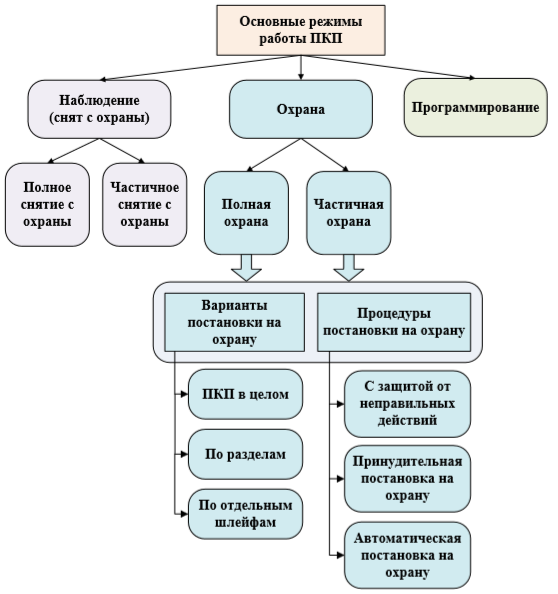 Основные режимы
работы ПКП
Наблюдение
(снят с охраны)
Охрана
Программирование
Полное
снятие с
охраны
Частичное
снятие с
охраны
Полная
охрана
Частичная
охрана
Варианты
постановки на
охрану
Процедуры
постановки на охрану
ПКП в целом
По разделам
По отдельным
шлейфам
С защитой от
неправильных
действий
Принудительная
постановка на
охрану
Автоматическая
постановка на
охрану